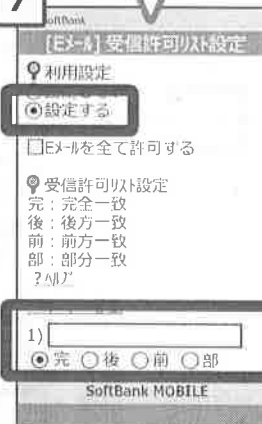 7
SoftBank
[Eメール]受信許可リスト設定
利用設定
設定する
Eメールを全て許可する
受信許可リスト設定
完：完全一致
後：後方一致
前：前方一致
部：部分一致
?ヘルプ
1)
完 後 前 部
SoftBank MOBILE